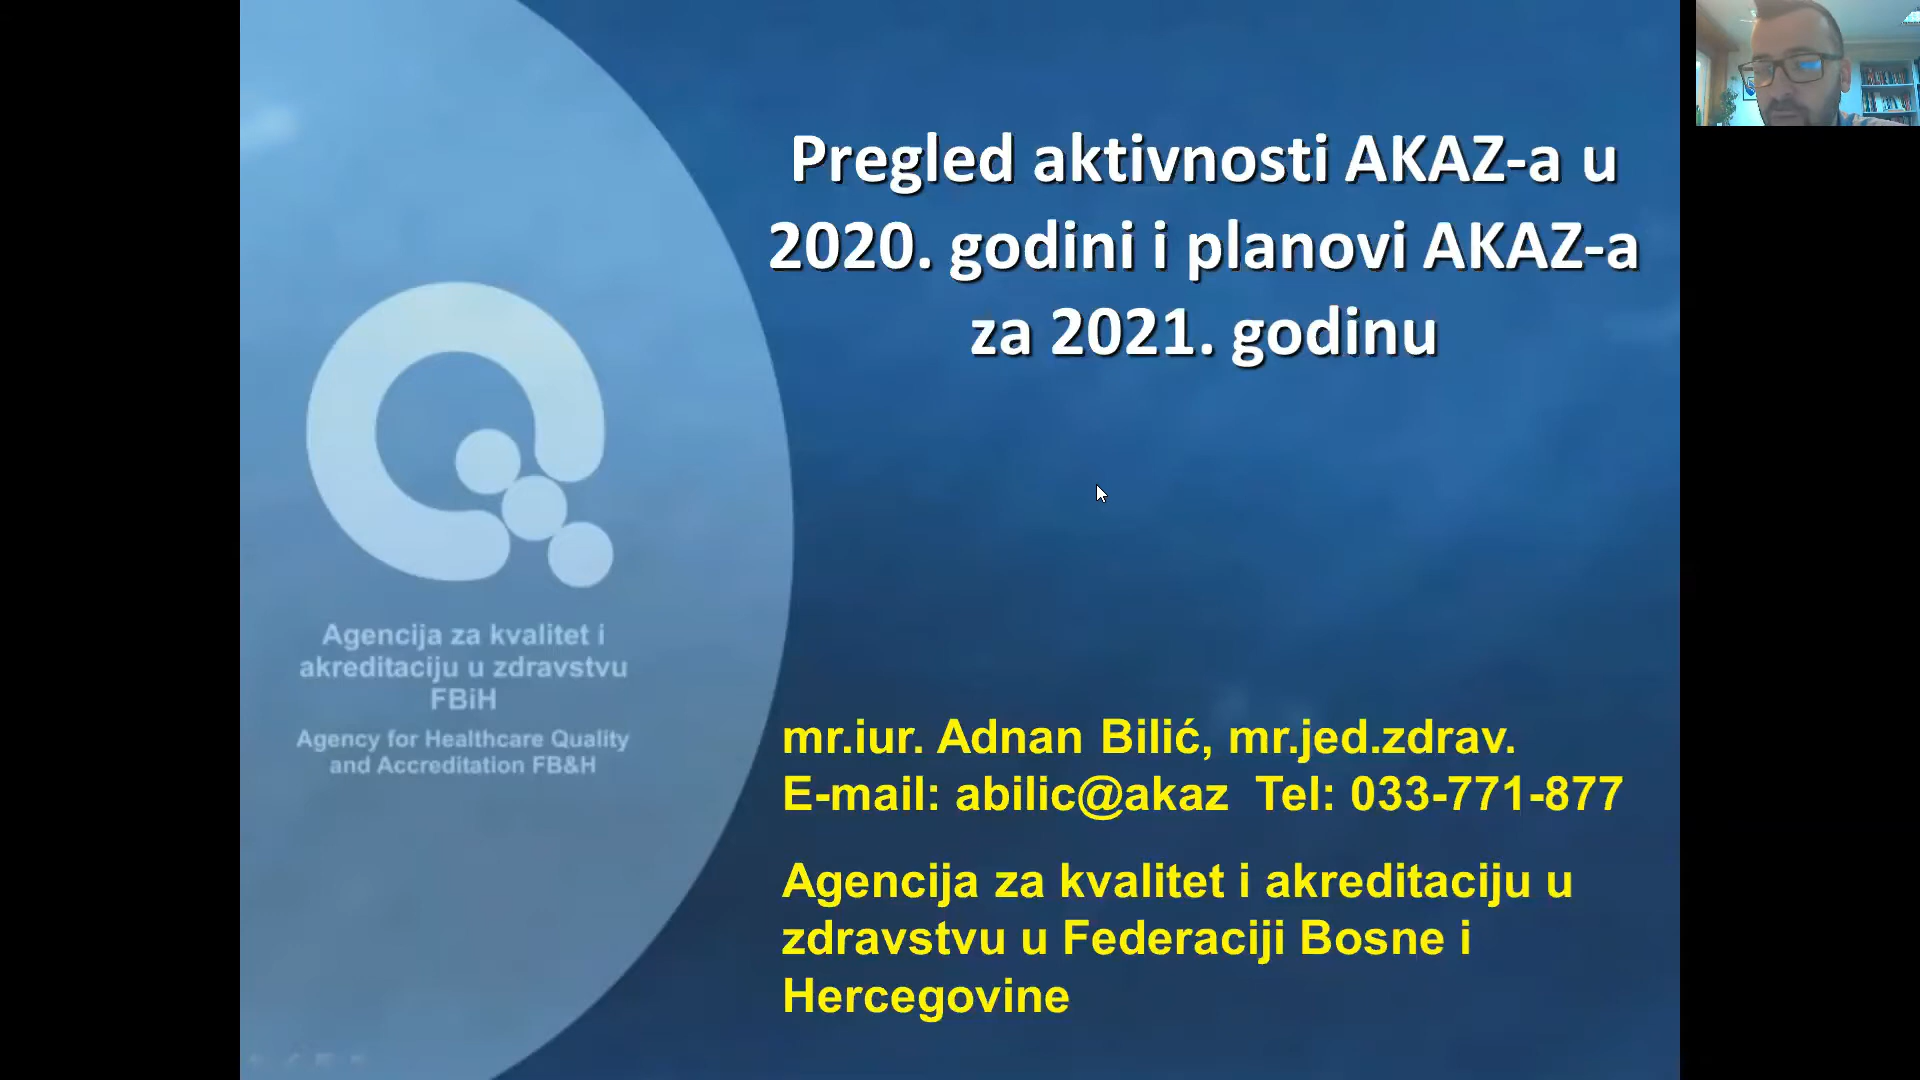 Pregled aktivnosti AKAZ-a u
2020. godini i planovi AKAZ-a
za 2021. godinu
Agencija za kvalitet i
akreditaciju u zdravstvu
FBiH
Agency for Healthcare Quality
and Accreditation FB&H
mr.iur. Adnan Bilić, mr.jed.zdrav.
E-mail: abilic@akaz Tel: 033-771-877
Agencija za kvalitet i akreditaciju u
zdravstvu u Federaciji Bosne i
Hercegovine